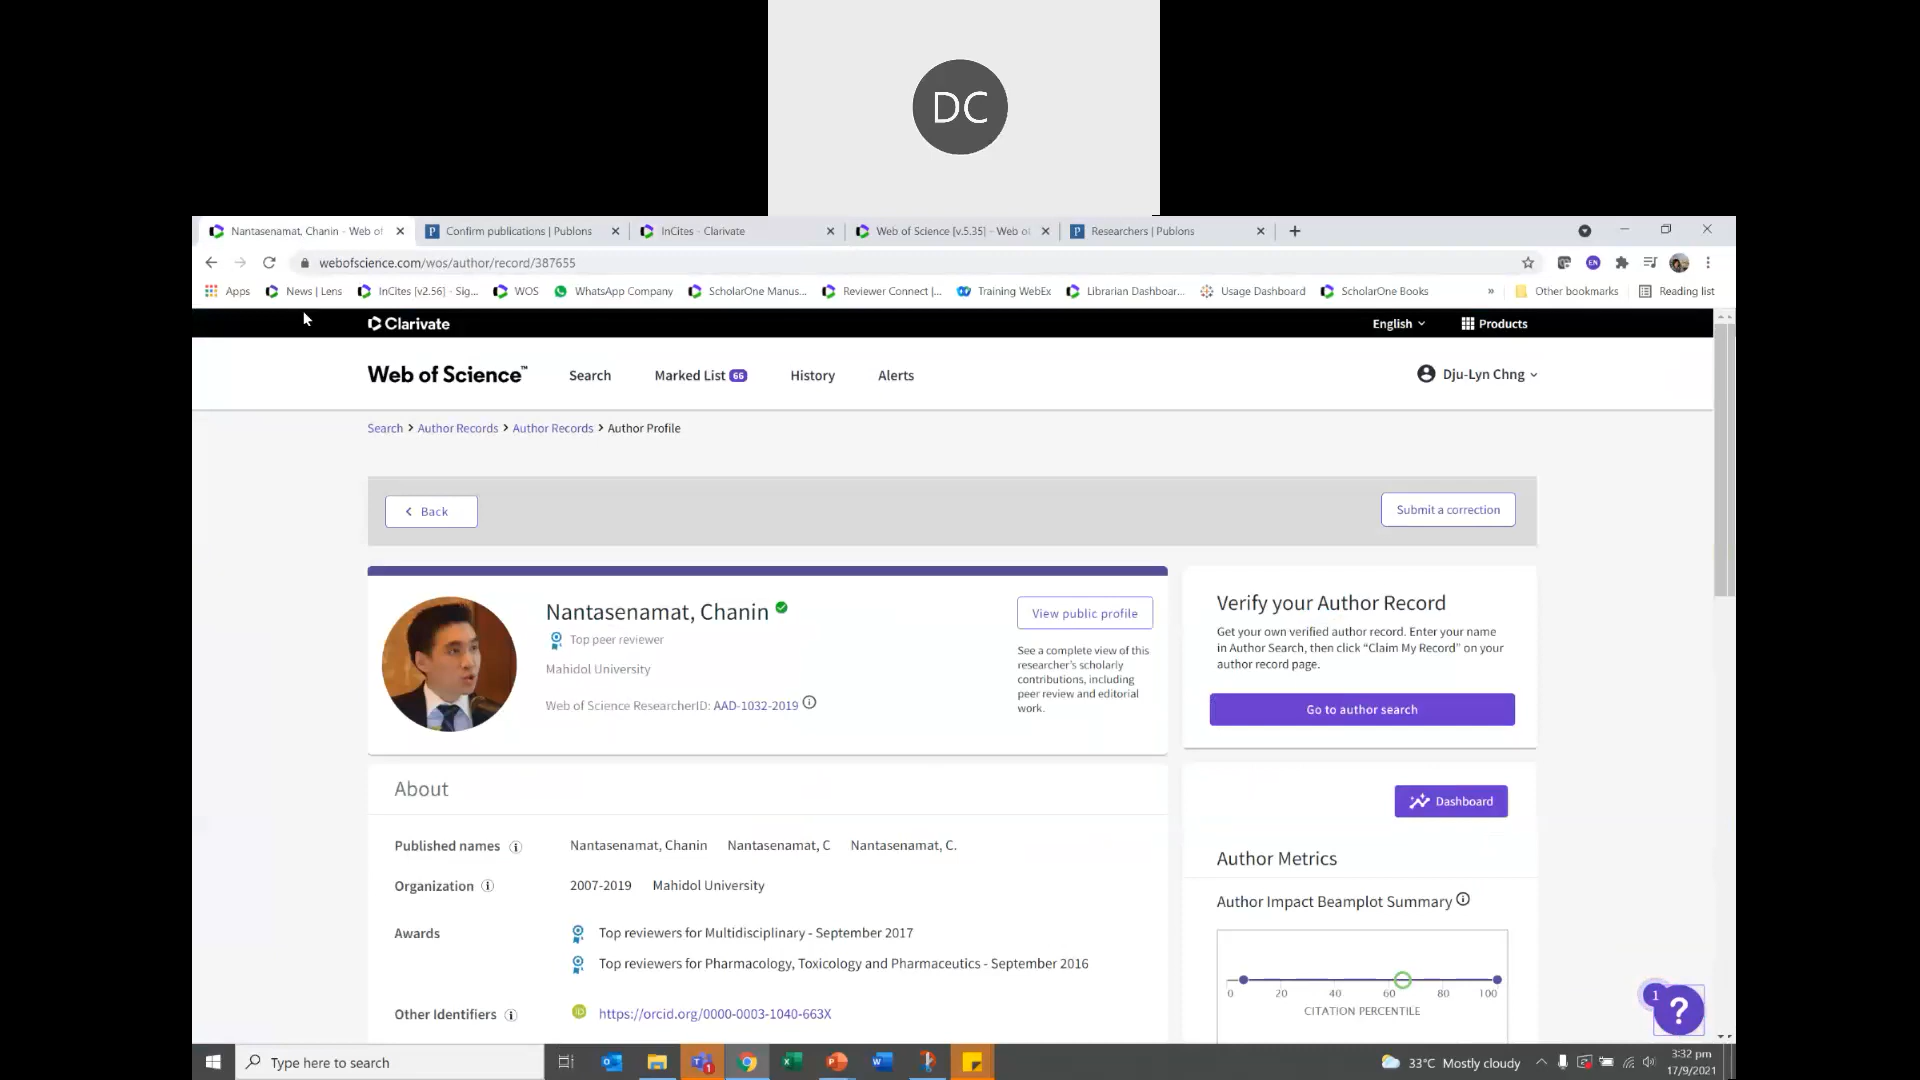 DC
Nantasenamat, Chanin - Web of
Confirm publications | Publons
InCites - Clarivate
Web of Science [v.5.35] - Web of
Researchers | Publons
webofscience.com/wos/author/record/387655
EN
Apps
News | Lens
InCites [v2.56] - Sig...
WOS
WhatsApp Company
ScholarOne Manus...
Reviewer Connect |...
Training WebEx
Librarian Dashboar...
Usage Dashboard
ScholarOne Books
»
Other bookmarks
Reading list
Clarivate
English
Products
Web of Science™
Search
Marked List 66
History
Alerts
Dju-Lyn Chng
Search > Author Records > Author Records > Author Profile
< Back
Submit a correction
Nantasenamat, Chanin
Top peer reviewer
Mahidol University
Web of Science ResearcherID: AAD-1032-2019
View public profile
See a complete view of this
researcher's scholarly
contributions, including
peer review and editorial
work.
Verify your Author Record
Get your own verified author record. Enter your name
in Author Search, then click “Claim My Record” on your
author record page.
Go to author search
About
Published names
Nantasenamat, Chanin Nantasenamat, C Nantasenamat, C.
Organization
2007-2019 Mahidol University
Awards
Top reviewers for Multidisciplinary - September 2017
Top reviewers for Pharmacology, Toxicology and Pharmaceutics - September 2016
Other Identifiers
iD
https://orcid.org/0000-0003-1040-663X
Dashboard
Author Metrics
Author Impact Beamplot Summary
0 20 40 60 80 100
CITATION PERCENTILE
1
?
Type here to search
1
33°C Mostly cloudy
3:32 pm
17/9/2021